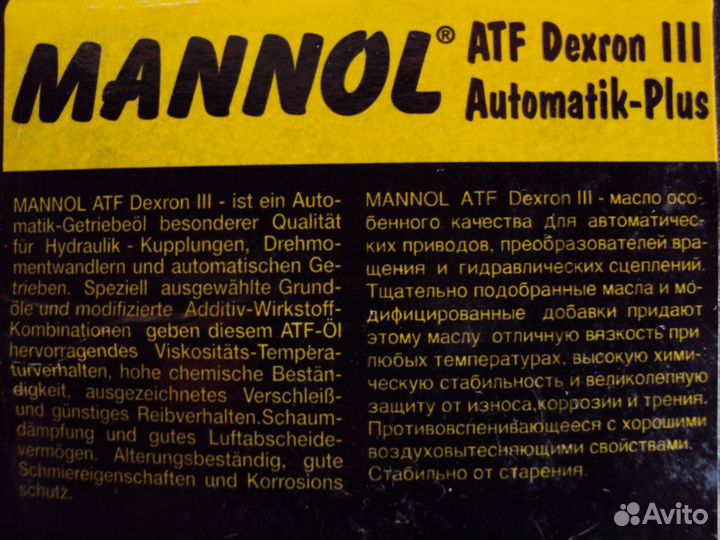 MANNOL® ATF Dexron III
Automatik-Plus
MANNOL ATF Dexron III - ist ein Auto-
matik-Getriebeöl besonderer Qualität
für Hydraulik - Kupplungen, Drehmo-
mentwandlern und automatischen Ge-
trieben. Speziell ausgewählte Grund-
öle und modifizierte Additiv-Wirkstoff-
Kombinationen geben diesem ATF-Öl
hervorragendes Viskositäts-Tempera-
turverhalten, hohe chemische Bestän-
digkeit, ausgezeichnetes Verschleiß-
und günstiges Reibverhalten.Schaum-
dämpfung und gutes Luftabscheide-
vermögen. Alterungsbeständig, gute
Schmiereigenschaften und Korrosions
schutz.
MANNOL ATF Dexron III - масло осо-
бенного качества для автоматичес-
ких приводов, преобразователей вра-
щения и гидравлических сцеплений.
Тщательно подобранные масла и мо-
дифицированные добавки придают
этому маслу отличную вязкость при
любых температурах, высокую хими-
ческую стабильность и великолепную
защиту от износа,коррозии и трения.
Противовспенивающееся с хорошими
воздуховытесняющими свойствами.
Стабильно от старения.
Avito